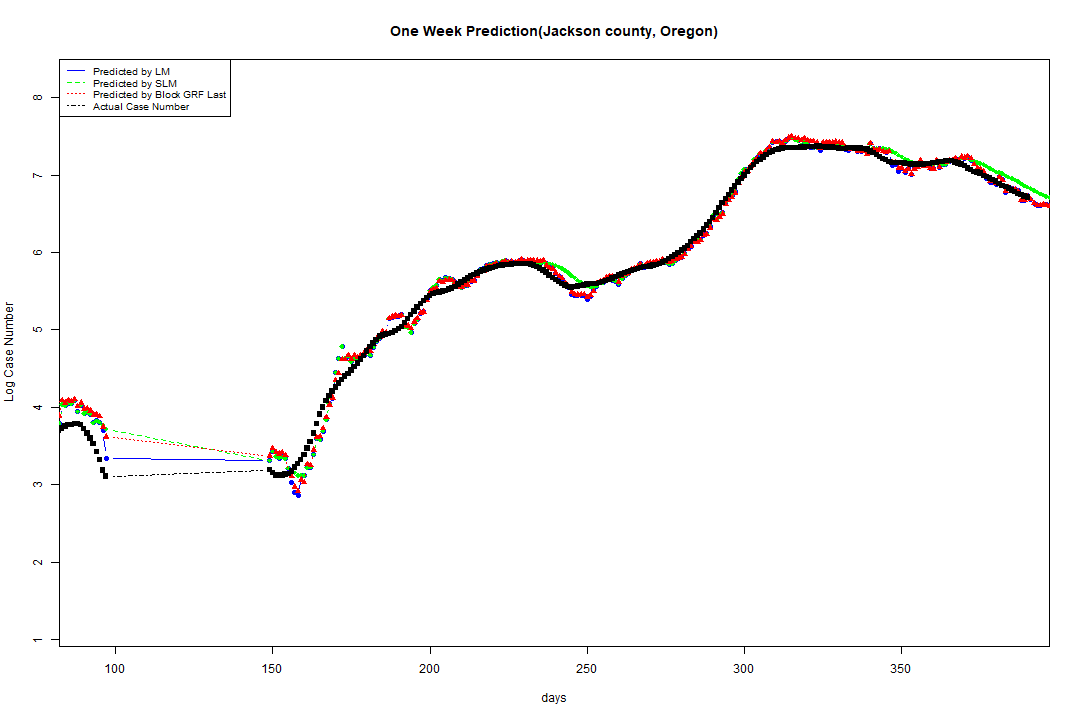 One Week Prediction(Jackson county, Oregon)
Predicted by LM
Predicted by SLM
Predicted by Block GRF Last
Actual Case Number
8
7
6
5
4
3
2
1
Log Case Number
100 150 200 250 300 350
days